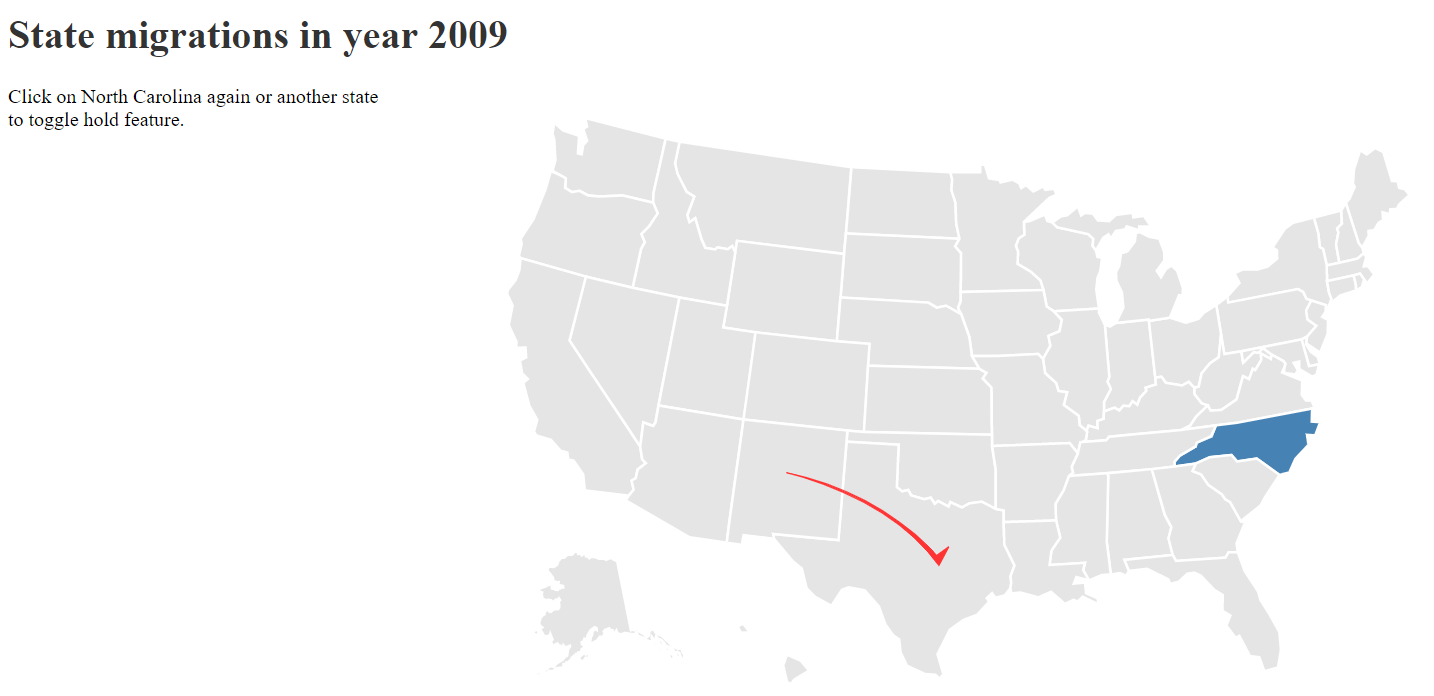 State migrations in year 2009
Click on North Carolina again or another state
to toggle hold feature.